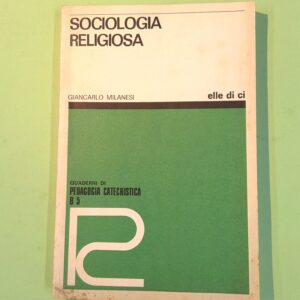 SOCIOLOGIA
RELIGIOSA
GIANCARLO MILANESI
elle di ci
QUADERNI DI
PEDAGOGIA CATECHISTICA
B 5